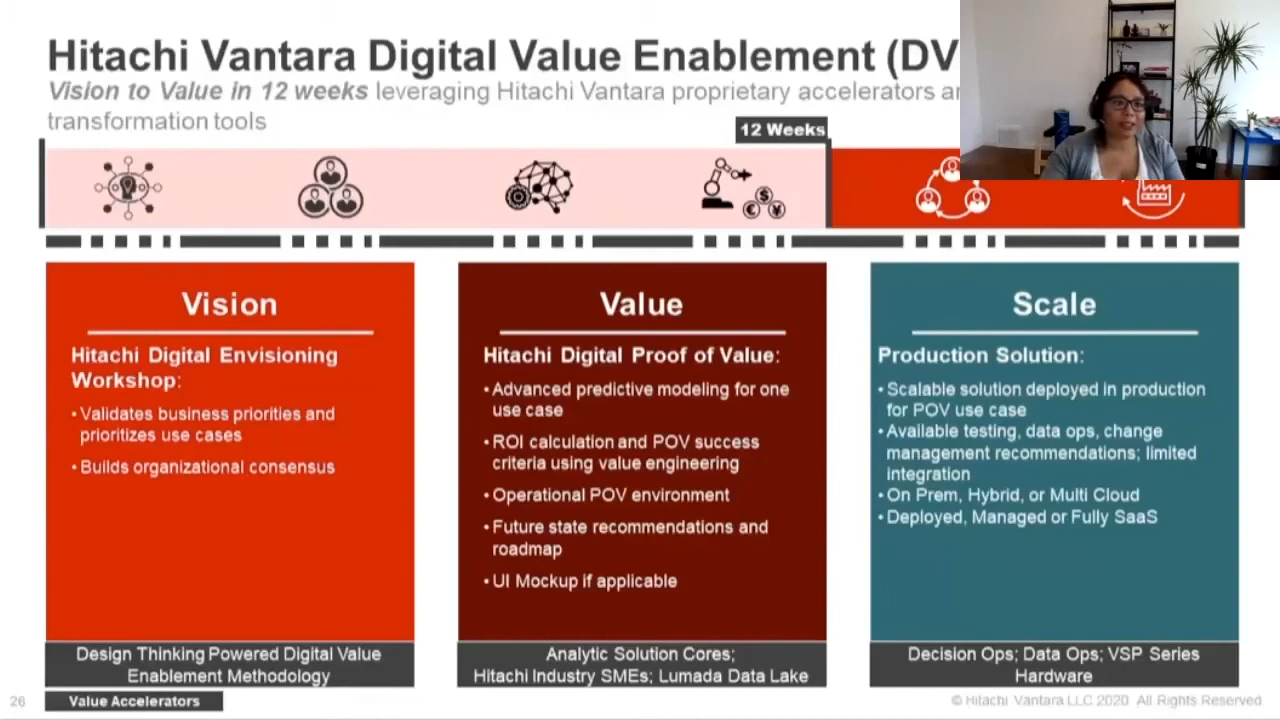 Hitachi Vantara Digital Value Enablement (DV
Vision to Value in 12 weeks leveraging Hitachi Vantara proprietary accelerators
transformation tools
12 Weeks
$
€ ¥
Vision
Hitachi Digital Envisioning
Workshop:
• Validates business priorities and
prioritizes use cases
• Builds organizational consensus
Design Thinking Powered Digital Value
Enablement Methodology
Value
Hitachi Digital Proof of Value:
• Advanced predictive modeling for one
use case
• ROI calculation and POV success
criteria using value engineering
• Operational POV environment
• Future state recommendations and
roadmap
• UI Mockup if applicable
Analytic Solution Cores;
Hitachi Industry SMEs; Lumada Data Lake
Scale
Production Solution:
• Scalable solution deployed in production
for POV use case
• Available testing, data ops, change
management recommendations; limited
integration
• On Prem, Hybrid, or Multi Cloud
• Deployed, Managed or Fully SaaS
Decision Ops; Data Ops; VSP Series
Hardware
26
Value Accelerators
© Hitachi Vantara LLC 2020. All Rights Reserved